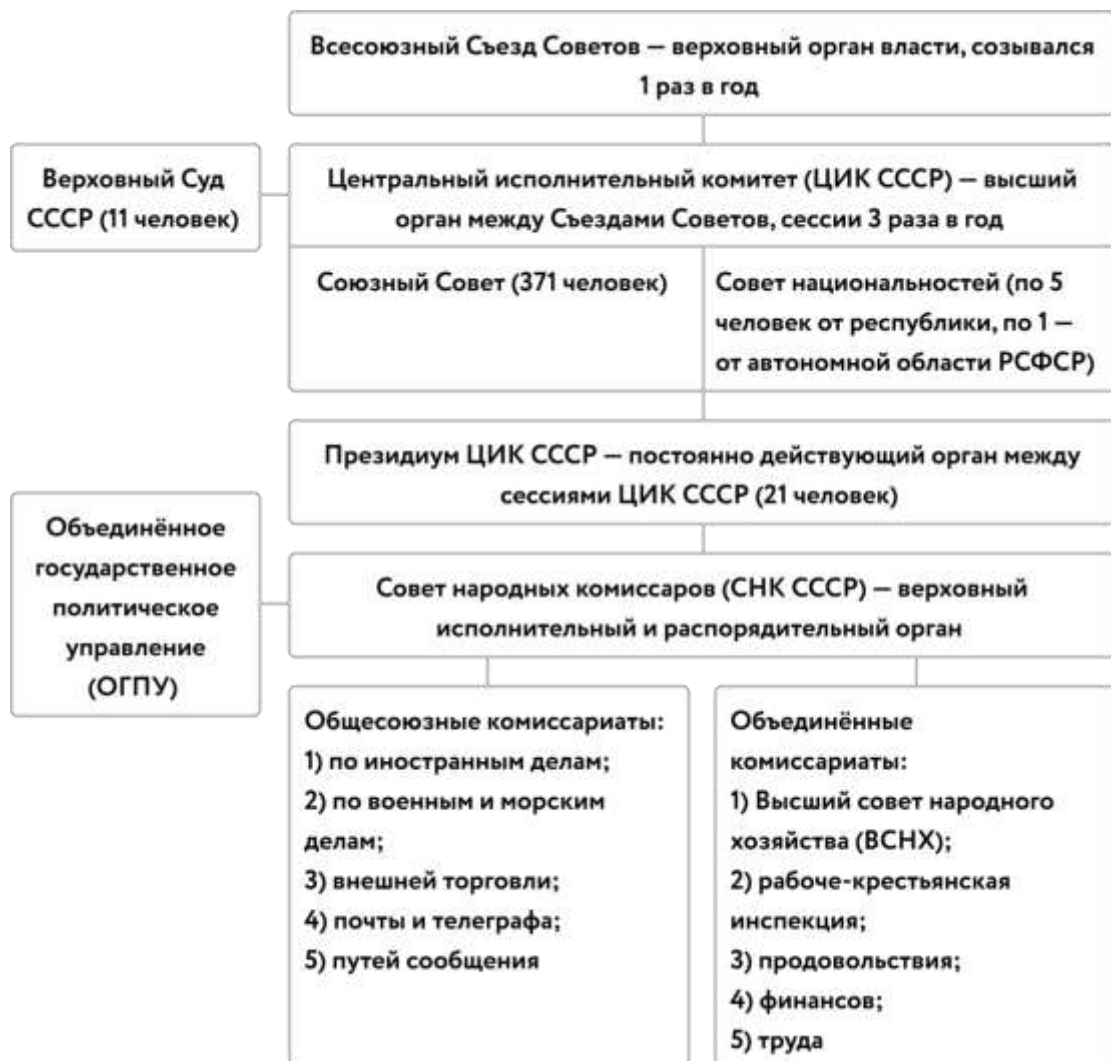 Всесоюзный Съезд Советов — верховный орган власти, созывался
1 раз в год
Верховный Суд
СССР (11 человек)
Центральный исполнительный комитет (ЦИК СССР) — высший
орган между Съездами Советов, сессии 3 раза в год
Союзный Совет (371 человек)
Совет национальностей (по 5
человек от республики, по 1 —
от автономной области РСФСР)
Президиум ЦИК СССР — постоянно действующий орган между
сессиями ЦИК СССР (21 человек)
Объединённое
государственное
политическое
управление
(ОГПУ)
Совет народных комиссаров (СНК СССР) — верховный
исполнительный и распорядительный орган
Общесоюзные комиссариаты:
1) по иностранным делам;
2) по военным и морским
делам;
3) внешней торговли;
4) почты и телеграфа;
5) путей сообщения
Объединённые
комиссариаты:
1) Высший совет народного
хозяйства (ВСНХ);
2) рабоче-крестьянская
инспекция;
3) продовольствия;
4) финансов;
5) труда